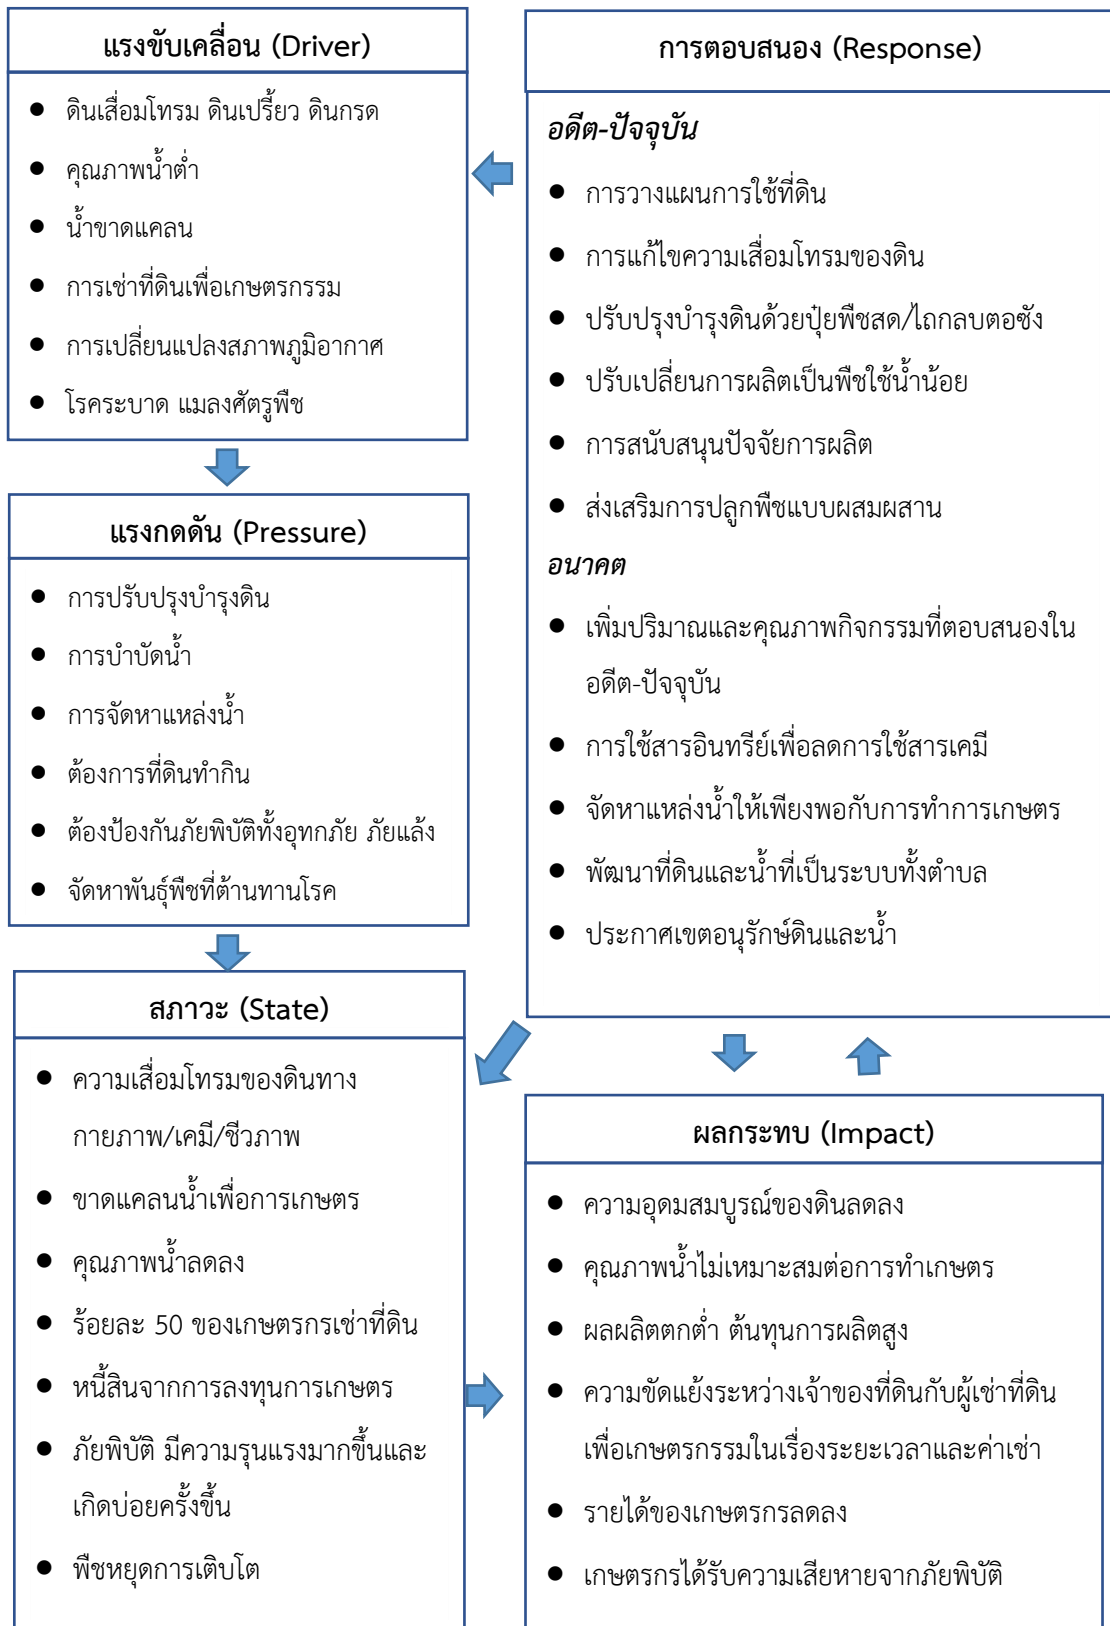 แรงขับเคลื่อน (Driver)
● ดินเสื่อมโทรม ดินเปรี้ยว ดินกรด
● คุณภาพน้ำต่ำ
● น้ำขาดแคลน
● การเช่าที่ดินเพื่อเกษตรกรรม
● การเปลี่ยนแปลงสภาพภูมิอากาศ
● โรคระบาด แมลงศัตรูพืช
แรงกดดัน (Pressure)
● การปรับปรุงบำรุงดิน
● การบำบัดน้ำ
● การจัดหาแหล่งน้ำ
● ต้องการที่ดินทำกิน
● ต้องป้องกันภัยพิบัติทั้งอุทกภัย ภัยแล้ง
● จัดหาพันธุ์พืชที่ต้านทานโรค
สภาวะ (State)
● ความเสื่อมโทรมของดินทาง
กายภาพ/เคมี/ชีวภาพ
● ขาดแคลนน้ำเพื่อการเกษตร
● คุณภาพน้ำลดลง
● ร้อยละ 50 ของเกษตรกรเช่าที่ดิน
● หนี้สินจากการลงทุนการเกษตร
● ภัยพิบัติ มีความรุนแรงมากขึ้นและ
เกิดบ่อยครั้งขึ้น
● พืชหยุดการเติบโต
การตอบสนอง (Response)
อดีต-ปัจจุบัน
● การวางแผนการใช้ที่ดิน
● การแก้ไขความเสื่อมโทรมของดิน
● ปรับปรุงบำรุงดินด้วยปุ๋ยพืชสด/ไถกลบตอซัง
● ปรับเปลี่ยนการผลิตเป็นพืชใช้น้ำน้อย
● การสนับสนุนปัจจัยการผลิต
● ส่งเสริมการปลูกพืชแบบผสมผสาน
อนาคต
● เพิ่มปริมาณและคุณภาพกิจกรรมที่ตอบสนองใน
อดีต-ปัจจุบัน
● การใช้สารอินทรีย์เพื่อลดการใช้สารเคมี
● จัดหาแหล่งน้ำให้เพียงพอกับการทำการเกษตร
● พัฒนาที่ดินและน้ำที่เป็นระบบทั้งตำบล
● ประกาศเขตอนุรักษ์ดินและน้ำ
ผลกระทบ (Impact)
● ความอุดมสมบูรณ์ของดินลดลง
● คุณภาพน้ำไม่เหมาะสมต่อการทำเกษตร
● ผลผลิตตกต่ำ ต้นทุนการผลิตสูง
● ความขัดแย้งระหว่างเจ้าของที่ดินกับผู้เช่าที่ดิน
เพื่อเกษตรกรรมในเรื่องระยะเวลาและค่าเช่า
● รายได้ของเกษตรกรลดลง
● เกษตรกรได้รับความเสียหายจากภัยพิบัติ